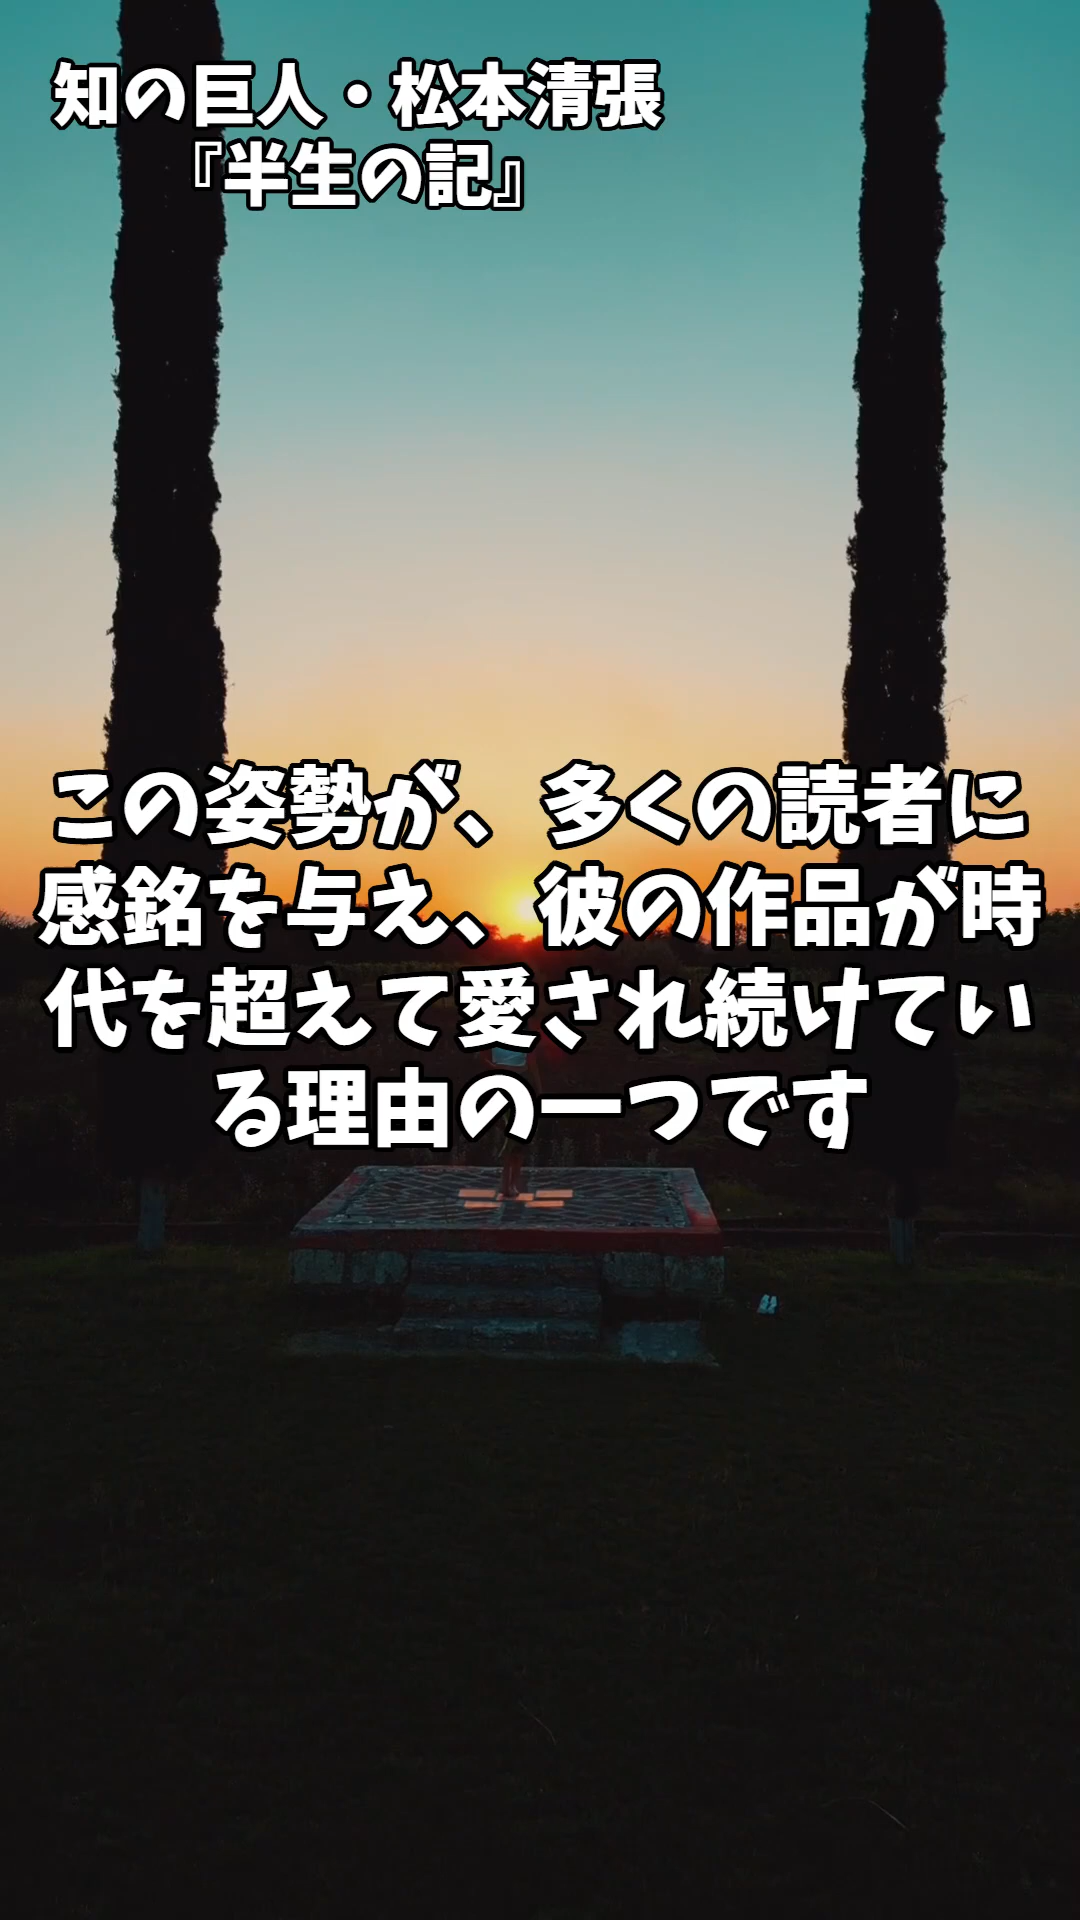 知の巨人・松本清張
『半生の記』
この姿勢が、多くの読者に
感銘を与え、彼の作品が時
代を超えて愛され続けてい
る理由の一つです